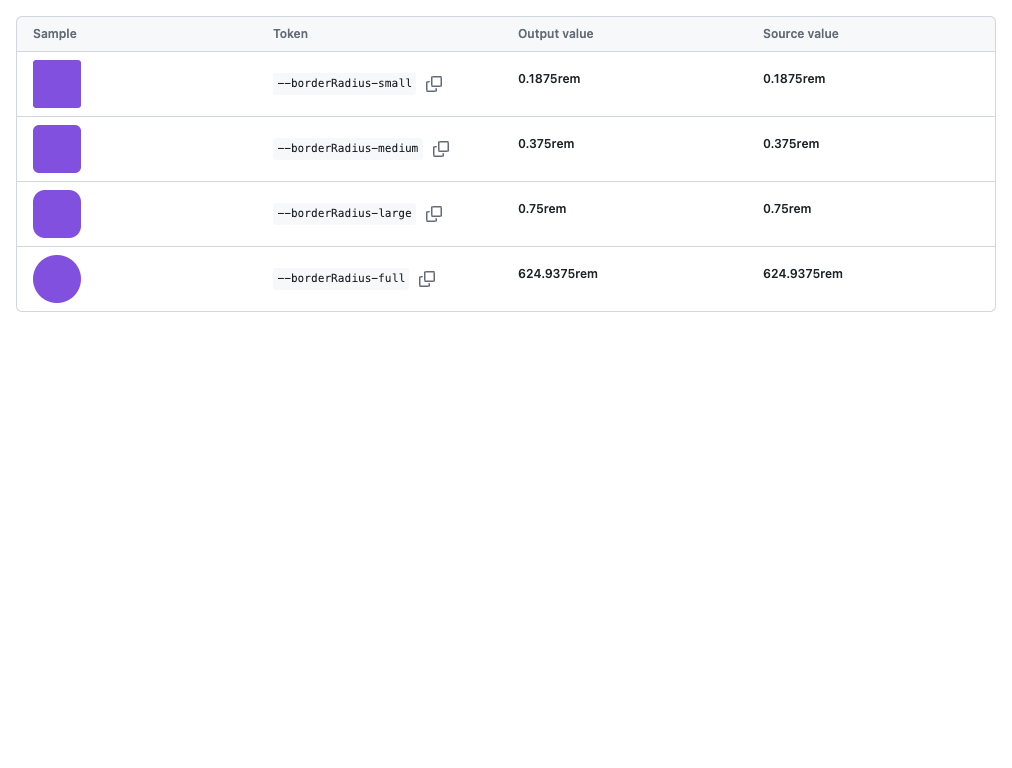 Sample Token Output value Source value
--borderRadius-small 0.1875rem 0.1875rem
--borderRadius-medium 0.375rem 0.375rem
--borderRadius-large 0.75rem 0.75rem
--borderRadius-full 624.9375rem 624.9375rem